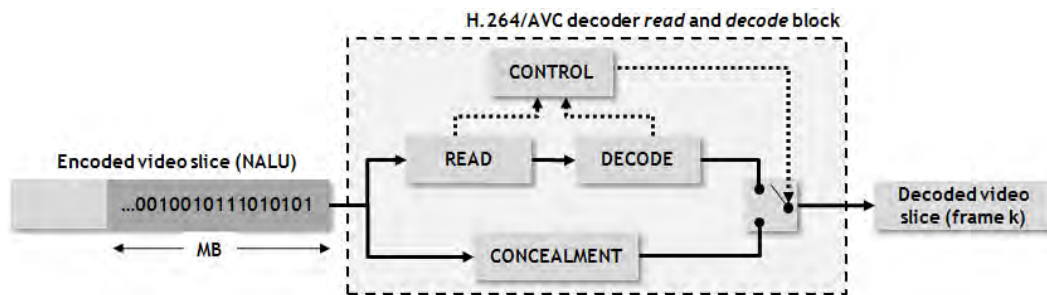 H.264/AVC decoder read and decode block
CONTROL
Encoded video slice (NALU)
READ
DECODE
...0010010111010101
Decoded video
slice (frame k)
MB
CONCEALMENT